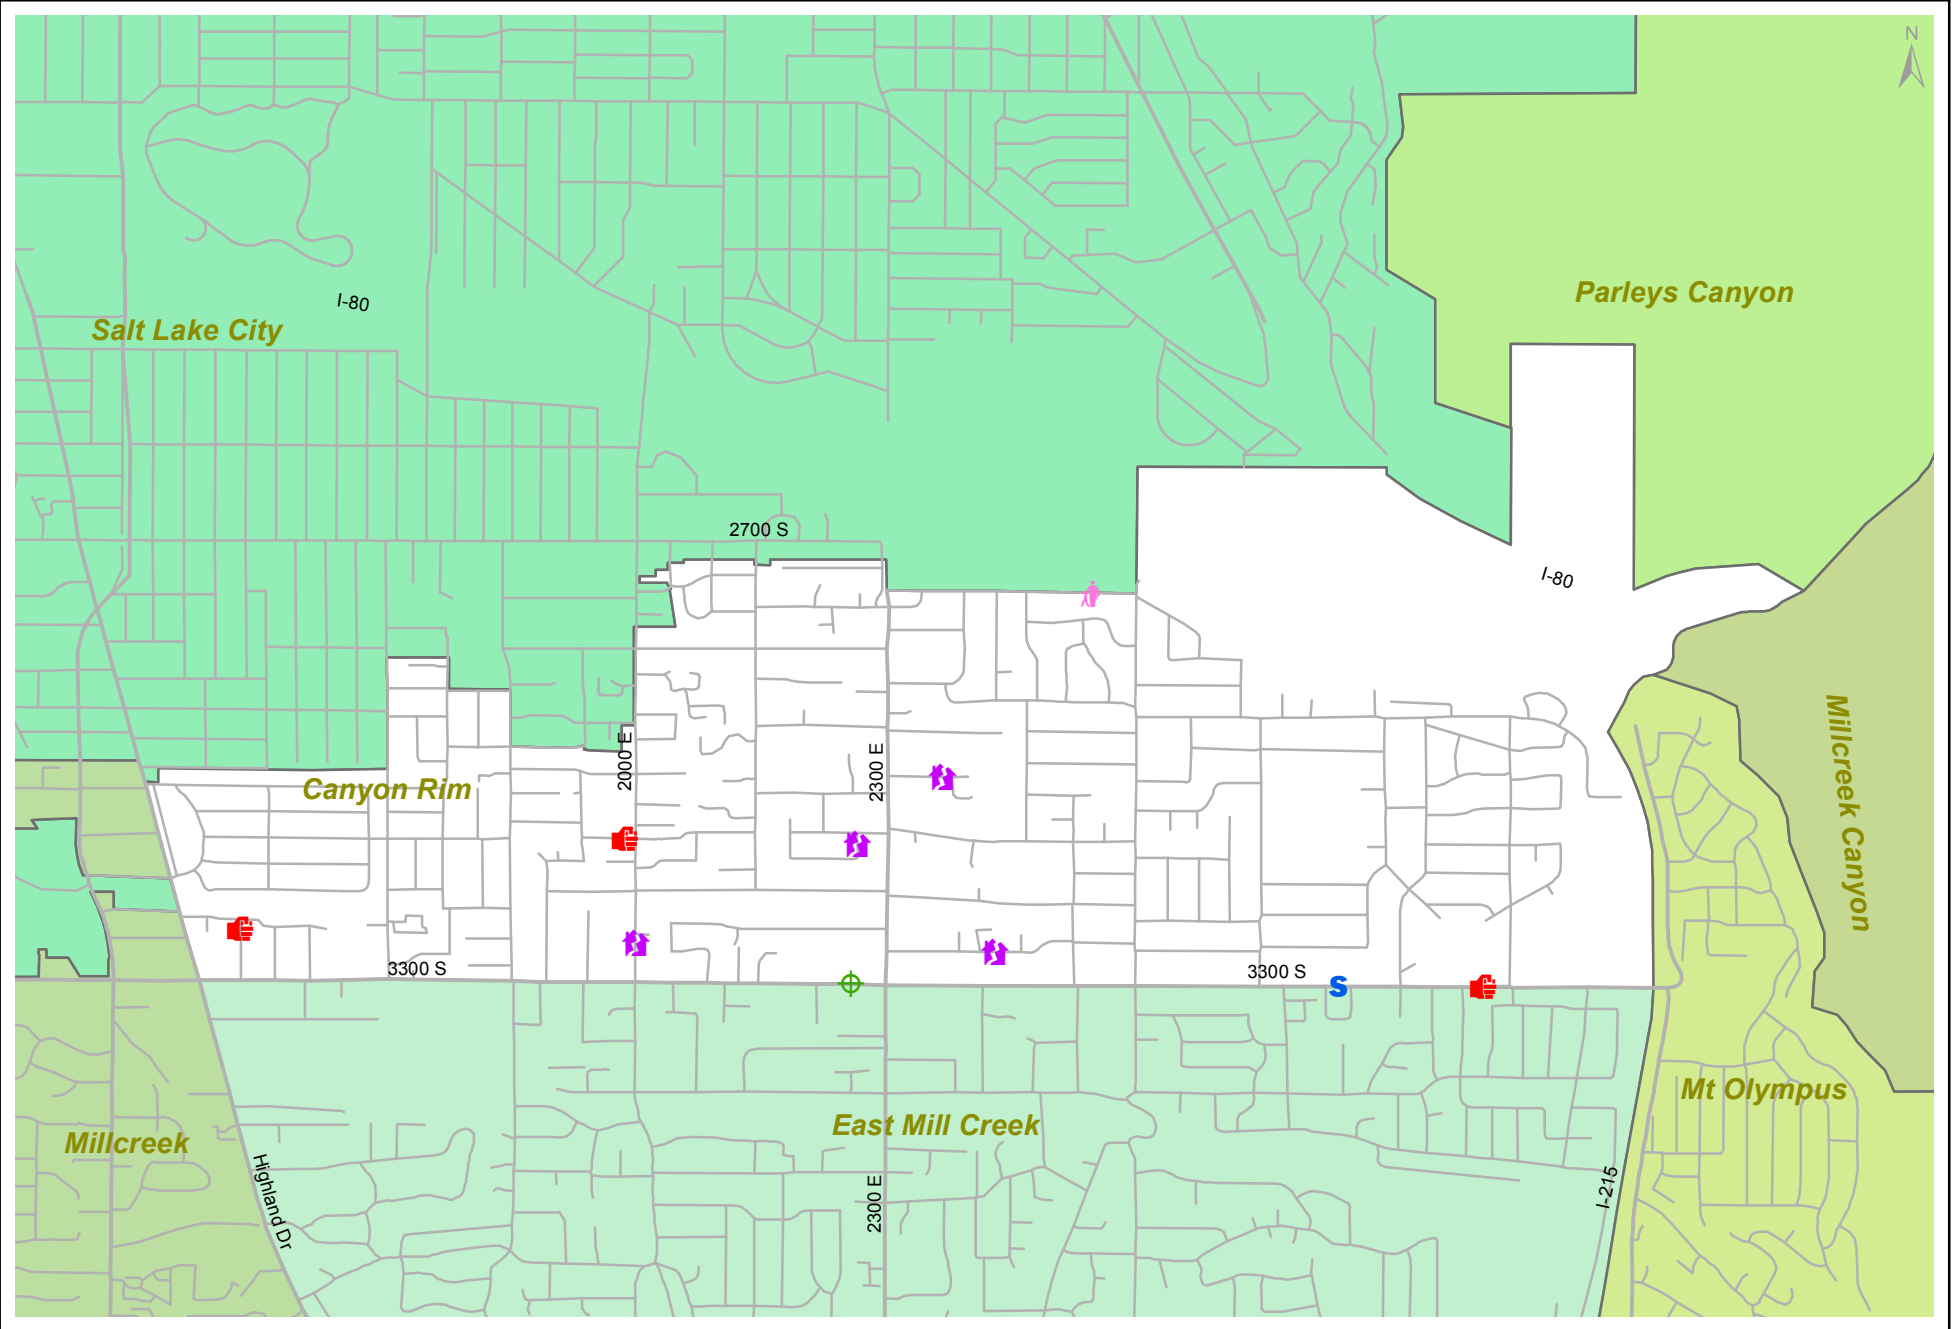 N
Parleys Canyon
I-80
Salt Lake City
2700 S
I-80
Millcreek Canyon
2000 E
2300 E
Canyon Rim
3300 S
3300 S
S
Mt Olympus
East Mill Creek
Millcreek
Highland Dr
2300 E
I-215